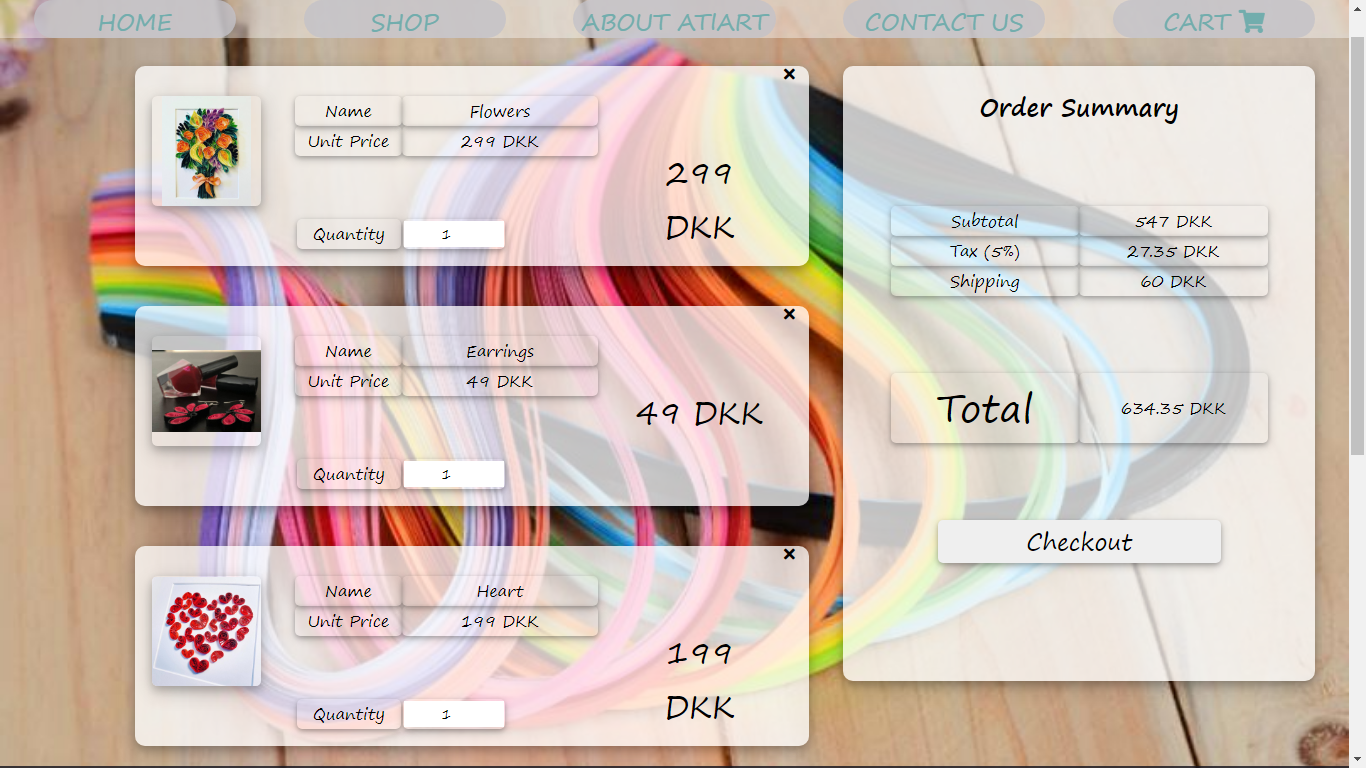 HOME SHOP ABOUT ATIART CONTACT US CART
Name Flowers
Unit Price 299 DKK
299
DKK
Quantity 1
Name Earrings
Unit Price 49 DKK
49 DKK
Quantity 1
Name Heart
Unit Price 199 DKK
199
DKK
Quantity 1
Order Summary
Subtotal 547 DKK
Tax (5%) 27.35 DKK
Shipping 60 DKK
Total 634.35 DKK
Checkout